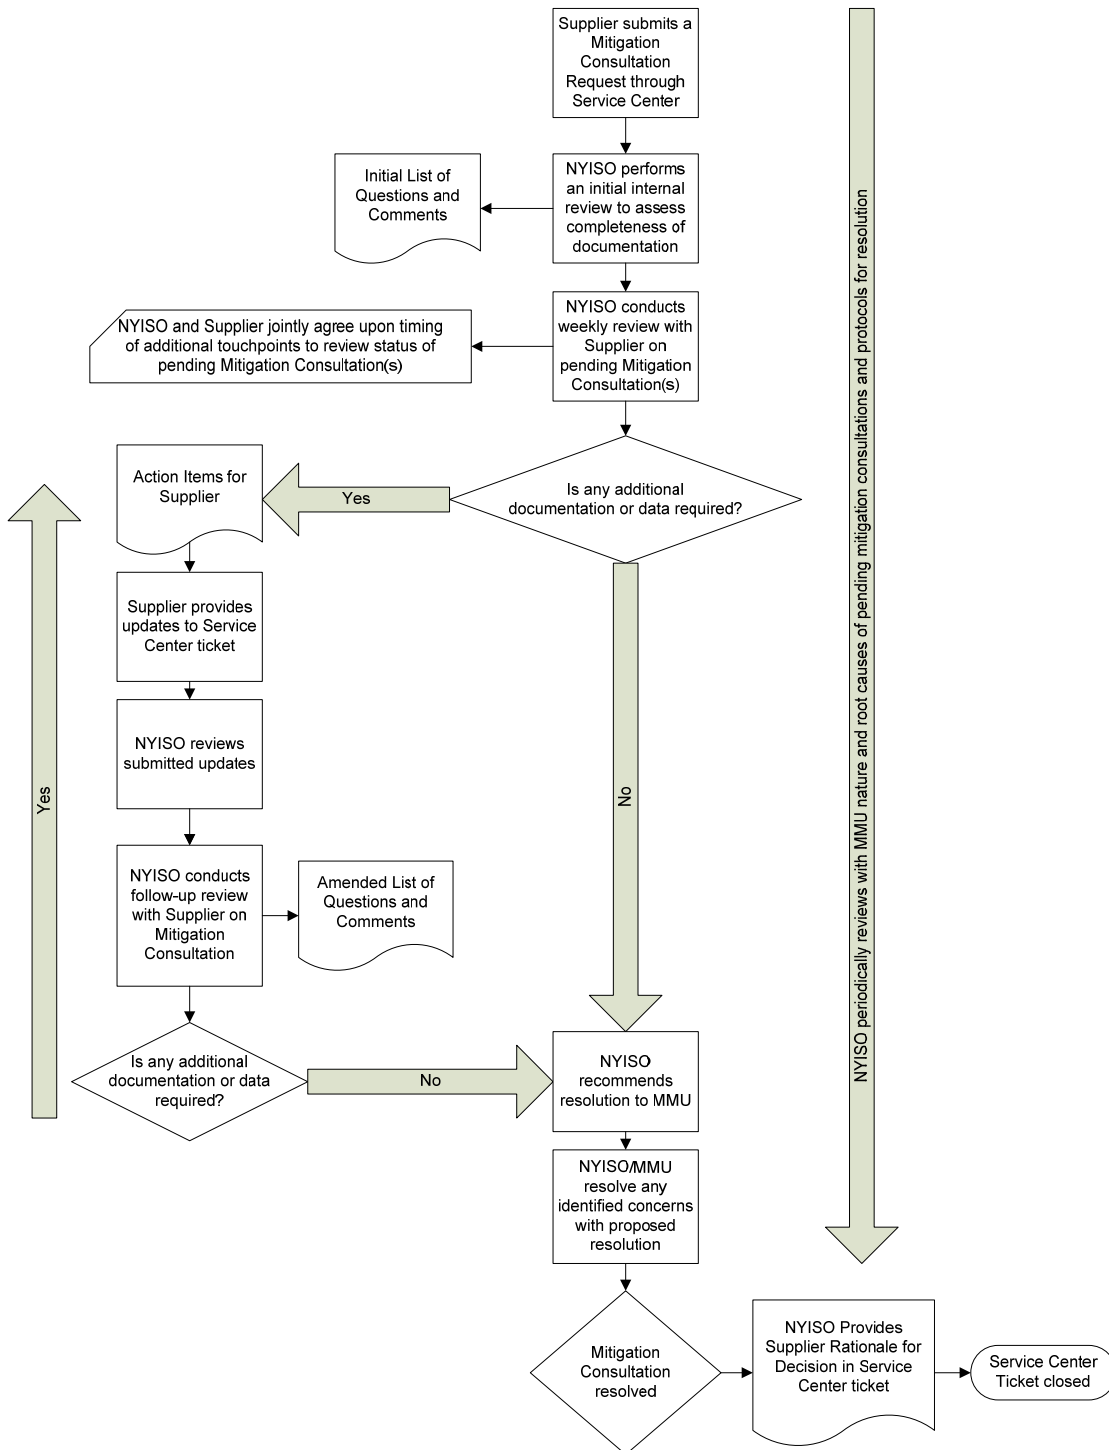 Supplier submits a
Mitigation
Consultation
Request through
Service Center
Initial List of
Questions and
Comments
NYISO performs
an initial internal
review to assess
completeness of
documentation
NYISO and Supplier jointly agree upon timing
of additional touchpoints to review status of
pending Mitigation Consultation(s)
NYISO conducts
weekly review with
Supplier on
pending Mitigation
Consultation(s)
Is any additional
documentation or data required?
Yes
Action Items for
Supplier
Supplier provides
updates to Service
Center ticket
NYISO reviews
submitted updates
NYISO conducts
follow-up review
with Supplier on
Mitigation
Consultation
Amended List of
Questions and
Comments
Is any additional
documentation or data
required?
Yes
No
No
NYISO
recommends
resolution to MMU
NYISO/MMU
resolve any
identified concerns
with proposed
resolution
Mitigation
Consultation
resolved
NYISO Provides
Supplier Rationale for
Decision in Service
Center ticket
Service Center
Ticket closed
NYISO periodically reviews with MMU nature and root causes of pending mitigation consultations and protocols for resolution